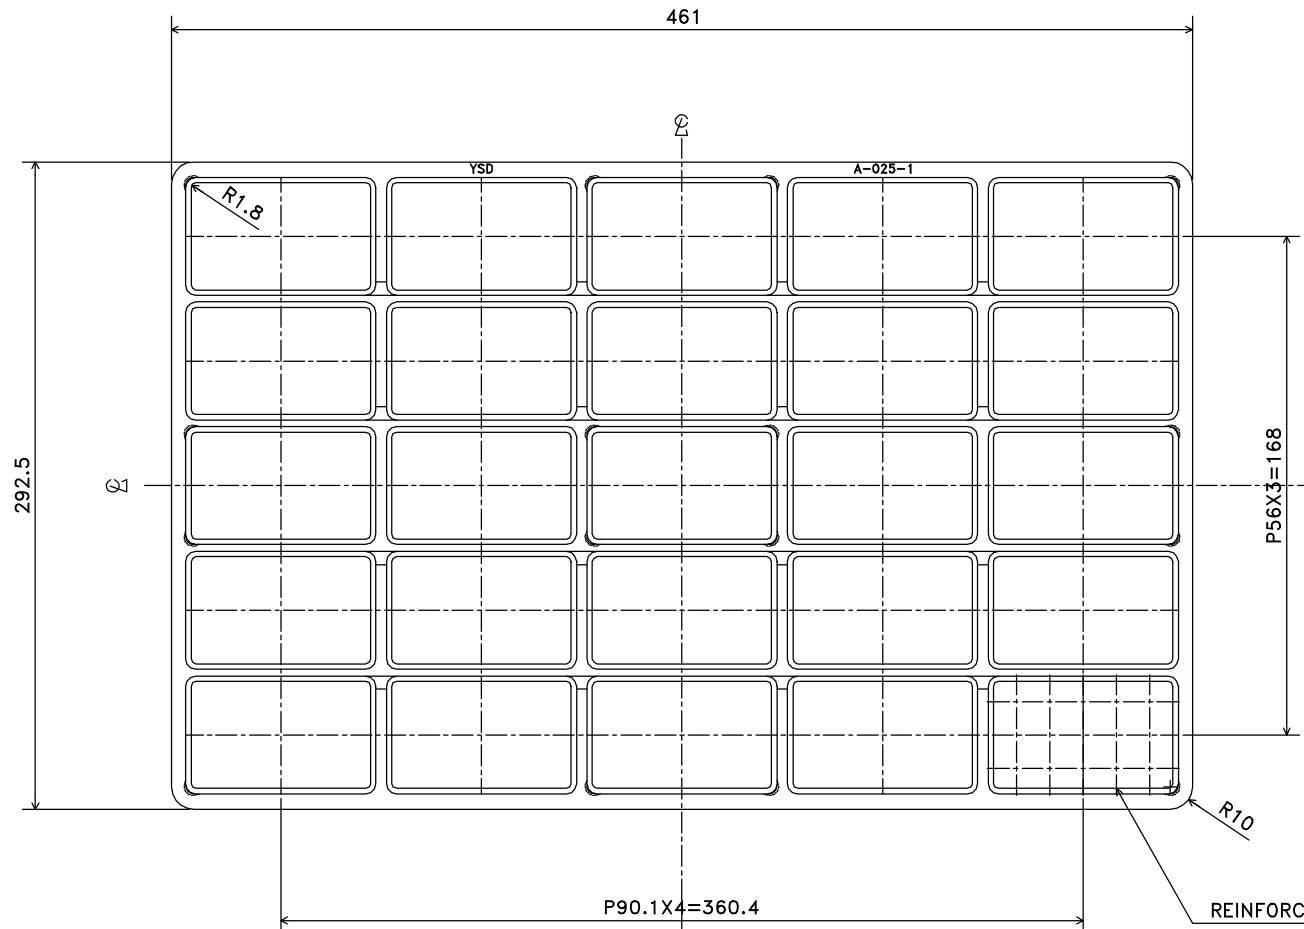 461
℄
YSD
A-025-1
R1.8
292.5
℄
P56X3=168
R10
P90.1X4=360.4
REINFORC